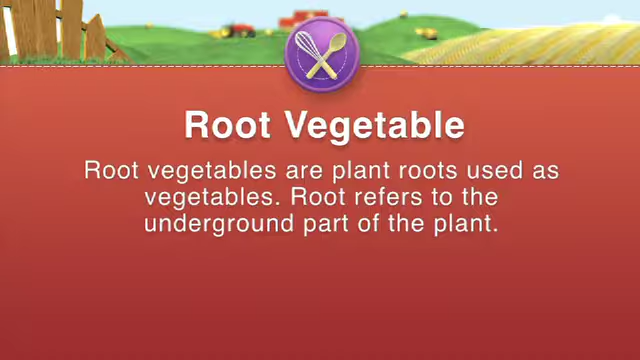 Root Vegetable
Root vegetables are plant roots used as
vegetables. Root refers to the
underground part of the plant.